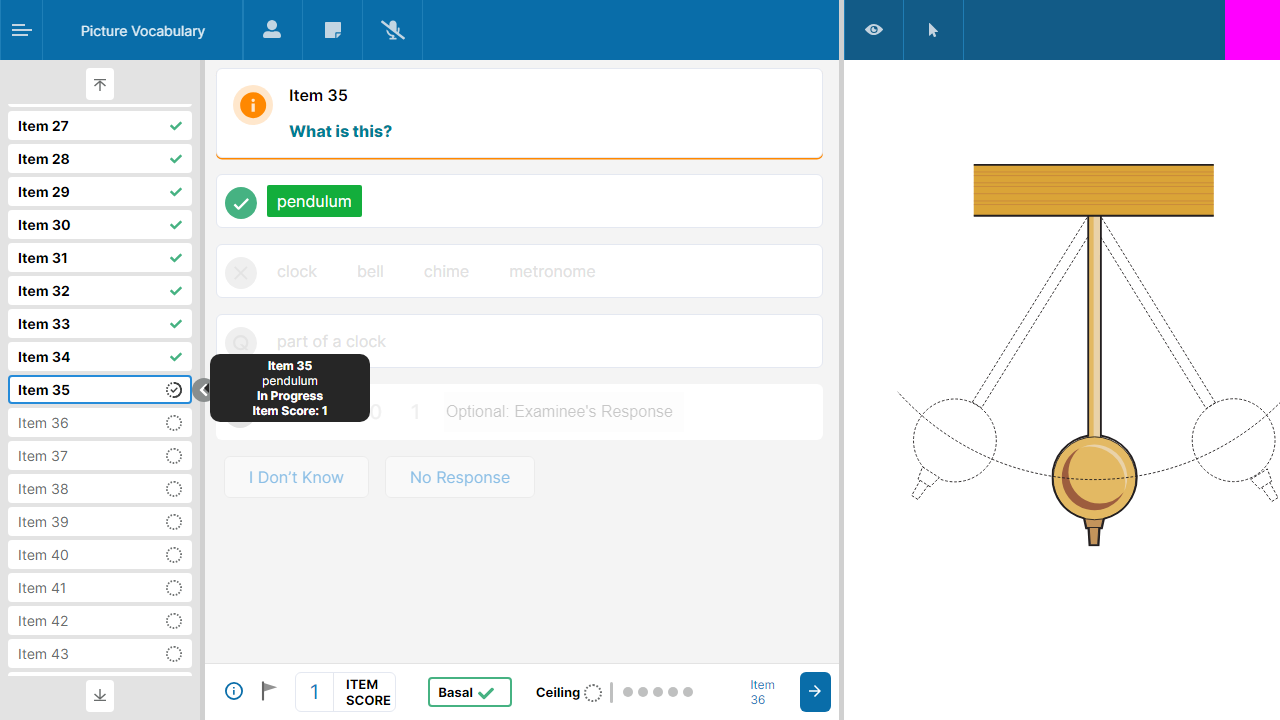 Picture Vocabulary
Item 27
Item 28
Item 29
Item 30
Item 31
Item 32
Item 33
Item 34
Item 35
Item 36
Item 37
Item 38
Item 39
Item 40
Item 41
Item 42
Item 43
Item 35
What is this?
pendulum
clock bell chime metronome
Q part of a clock
Item 35
pendulum
In Progress
Item Score: 1
0 1 Optional: Examinee's Response
I Don't Know No Response
1 ITEM SCORE
Basal
Ceiling
Item 36